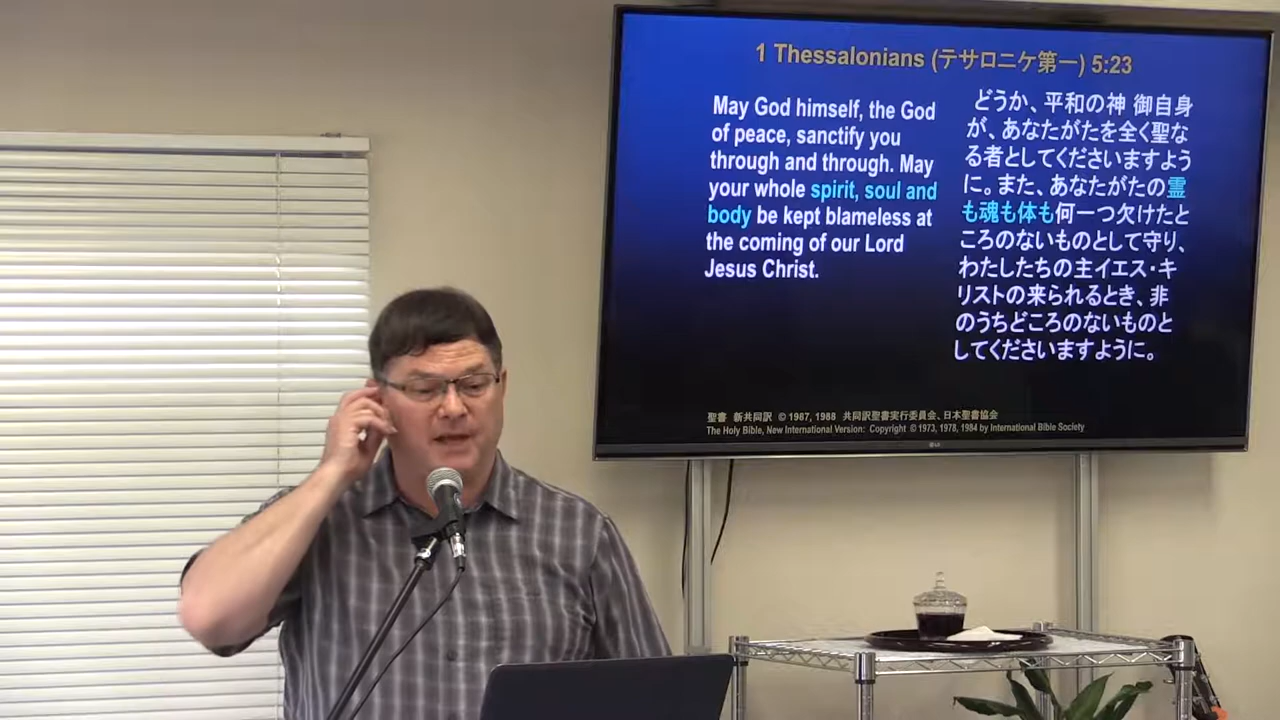 1 Thessalonians (テサロニケ第一) 5:23
May God himself, the God
of peace, sanctify you
through and through. May
your whole spirit, soul and
body be kept blameless at
the coming of our Lord
Jesus Christ.
どうか、平和の神 御自身
が、あなたがたを全く聖な
る者としてくださいますよう
に。また、あなたがたの霊
も魂も体も何一つ欠けたと
ころのないものとして守り、
わたしたちの主イエス・キ
リストの来られるとき、非
のうちどころのないものと
してくださいますように。
聖書 新共同訳 © 1987, 1988 共同訳聖書実行委員会、日本聖書協会
The Holy Bible, New International Version: Copyright © 1973, 1978, 1984 by International Bible Society
LG